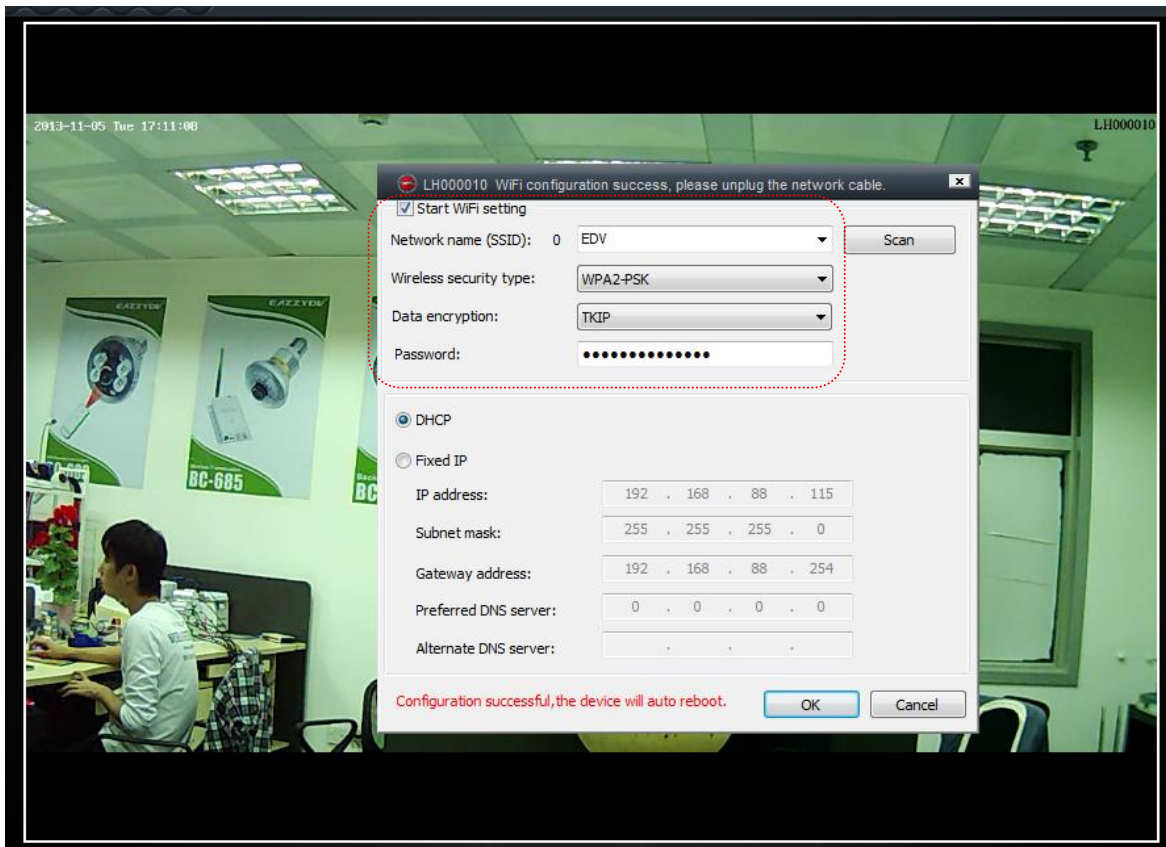 2013-11-05 Tue 17:11:08
LH000010
LH000010 WiFi configuration success, please unplug the network cable.
Start WiFi setting
Network name (SSID): 0 EDV
Scan
Wireless security type: WPA2-PSK
Data encryption: TKIP
Password: ●●●●●●●●●●●●●●
DHCP
Fixed IP
IP address: 192 . 168 . 88 . 115
Subnet mask: 255 . 255 . 255 . 0
Gateway address: 192 . 168 . 88 . 254
Preferred DNS server: 0 . 0 . 0 . 0
Alternate DNS server: . . .
Configuration successful,the device will auto reboot.
OK
Cancel
EAZZYDV
EAZZYDV
BC-685
BC